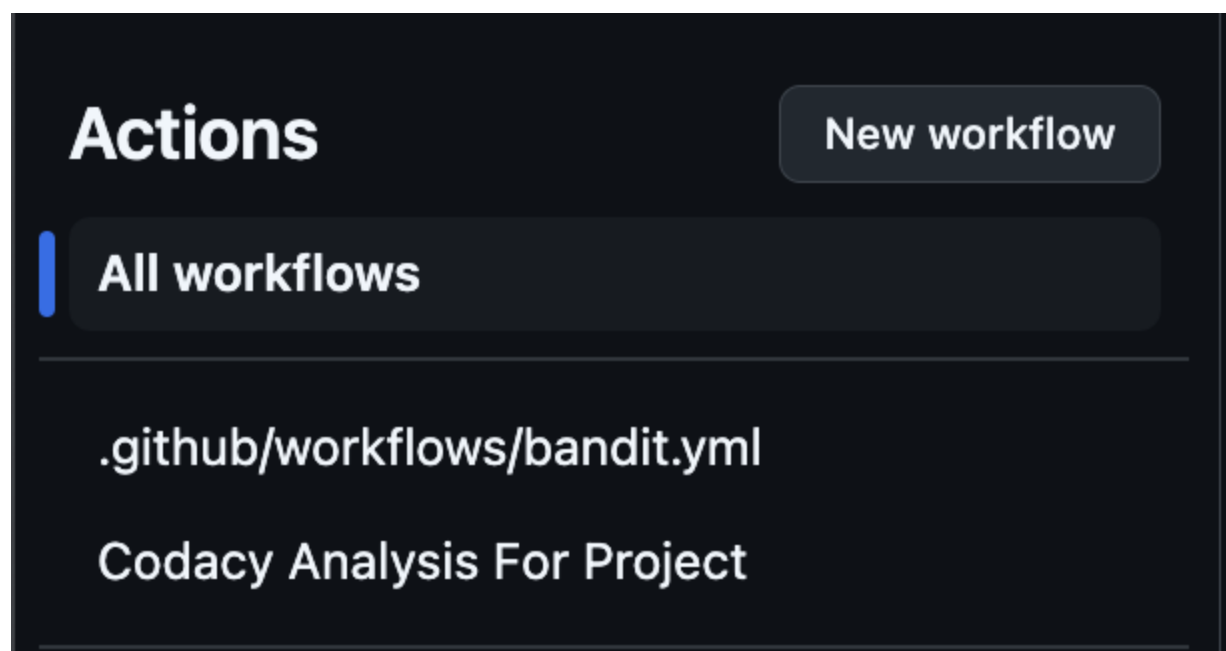 Actions
New workflow
All workflows
.github/workflows/bandit.yml
Codacy Analysis For Project